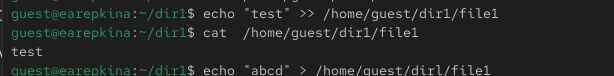 guest@earepkina:~/dir1$ echo "test" >> /home/guest/dir1/file1
guest@earepkina:~/dir1$ cat  /home/guest/dir1/file1
test
guest@earepkina:~/dir1$ echo "abcd" > /home/guest/dirl/file1